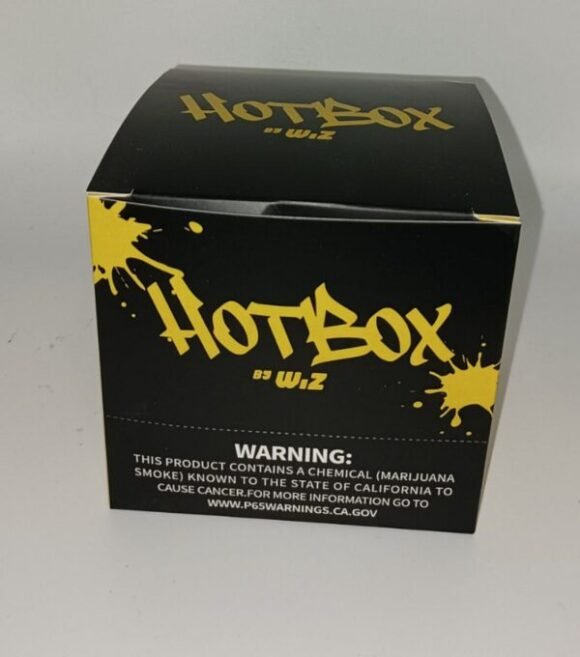 HOTBOX
BY WIZ
HOTBOX
BY WIZ
WARNING:
THIS PRODUCT CONTAINS A CHEMICAL (MARIJUANA
SMOKE) KNOWN TO THE STATE OF CALIFORNIA TO
CAUSE CANCER.FOR MORE INFORMATION GO TO
WWW.P65WARNINGS.CA.GOV